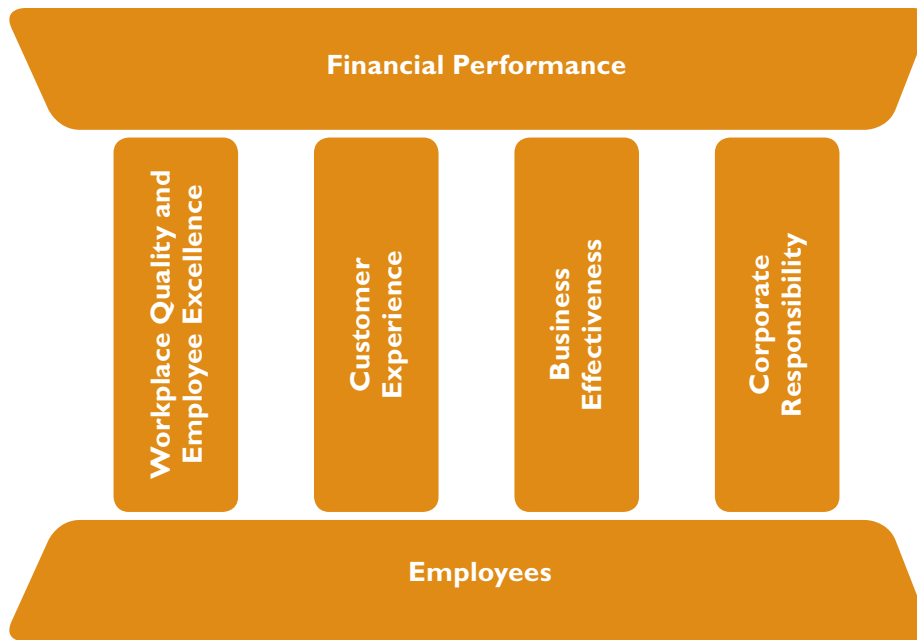 Financial Performance
Workplace Quality and
Employee Excellence
Customer
Experience
Business
Effectiveness
Corporate
Responsibility
Employees